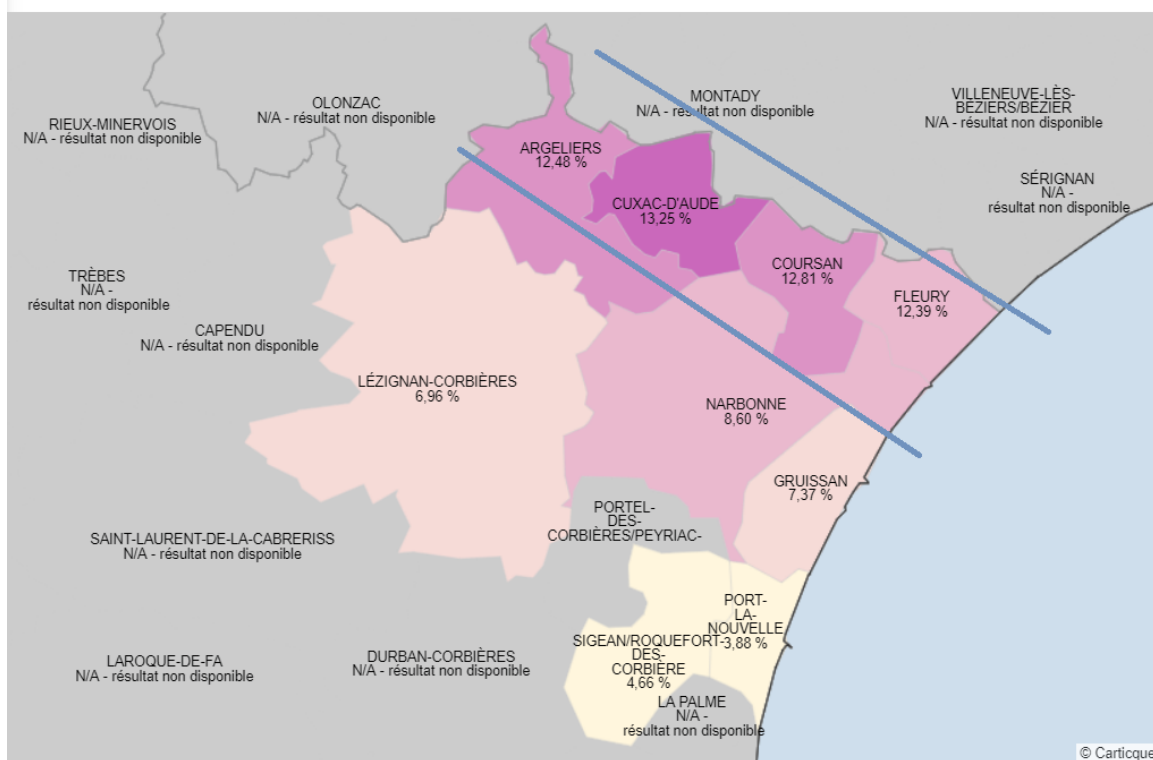 OLONZAC
N/A - résultat non disponible
RIEUX-MINERVOIS
N/A - résultat non disponible
MONTADY
N/A - résultat non disponible
VILLENEUVE-LÈS-
BÉZIERS/BÉZIER
N/A - résultat non disponible
ARGELIERS
12,48 %
SÉRIGNAN
N/A -
résultat non disponible
CUXAC-D'AUDE
13,25 %
COURSAN
12,81 %
TRÈBES
N/A -
résultat non disponible
FLEURY
12,39 %
CAPENDU
N/A - résultat non disponible
LÉZIGNAN-CORBIÈRES
6,96 %
NARBONNE
8,60 %
GRUISSAN
7,37 %
PORTEL-
DES-
CORBIÈRES/PEYRIAC-
SAINT-LAURENT-DE-LA-CABRERISS
N/A - résultat non disponible
PORT-
LA-
NOUVELLE
3,88 %
SIGEAN/ROQUEFORT-
DES-
CORBIÈRE
4,66 %
DURBAN-CORBIÈRES
N/A - résultat non disponible
LAROQUE-DE-FA
N/A - résultat non disponible
LA PALME
N/A -
résultat non disponible
© Carticque